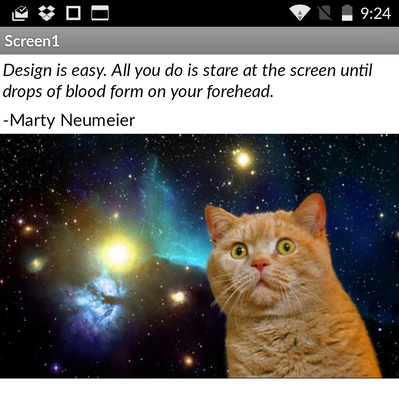 9:24
Screen1
Design is easy. All you do is stare at the screen until
drops of blood form on your forehead.
-Marty Neumeier